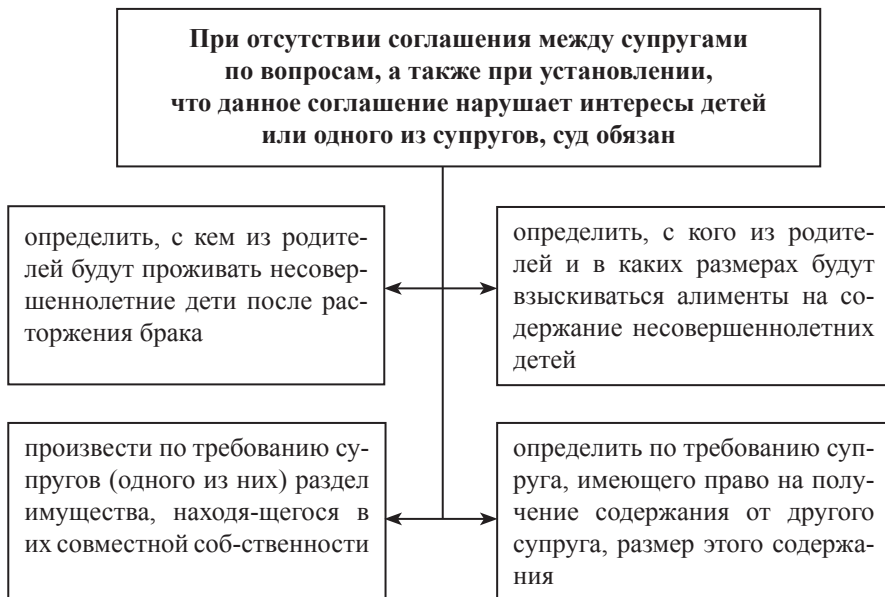 При отсутствии соглашения между супругами
по вопросам, а также при установлении,
что данное соглашение нарушает интересы детей
или одного из супругов, суд обязан
определить, с кем из родите-
лей будут проживать несовер-
шеннолетние дети после рас-
торжения брака
определить, с кого из родите-
лей и в каких размерах будут
взыскиваться алименты на со-
держание несовершеннолетних
детей
произвести по требованию су-
пругов (одного из них) раздел
имущества, находя-щегося в
их совместной соб-ственности
определить по требованию суп-
руга, имеющего право на полу-
чение содержания от другого
супруга, размер этого содержа-
ния